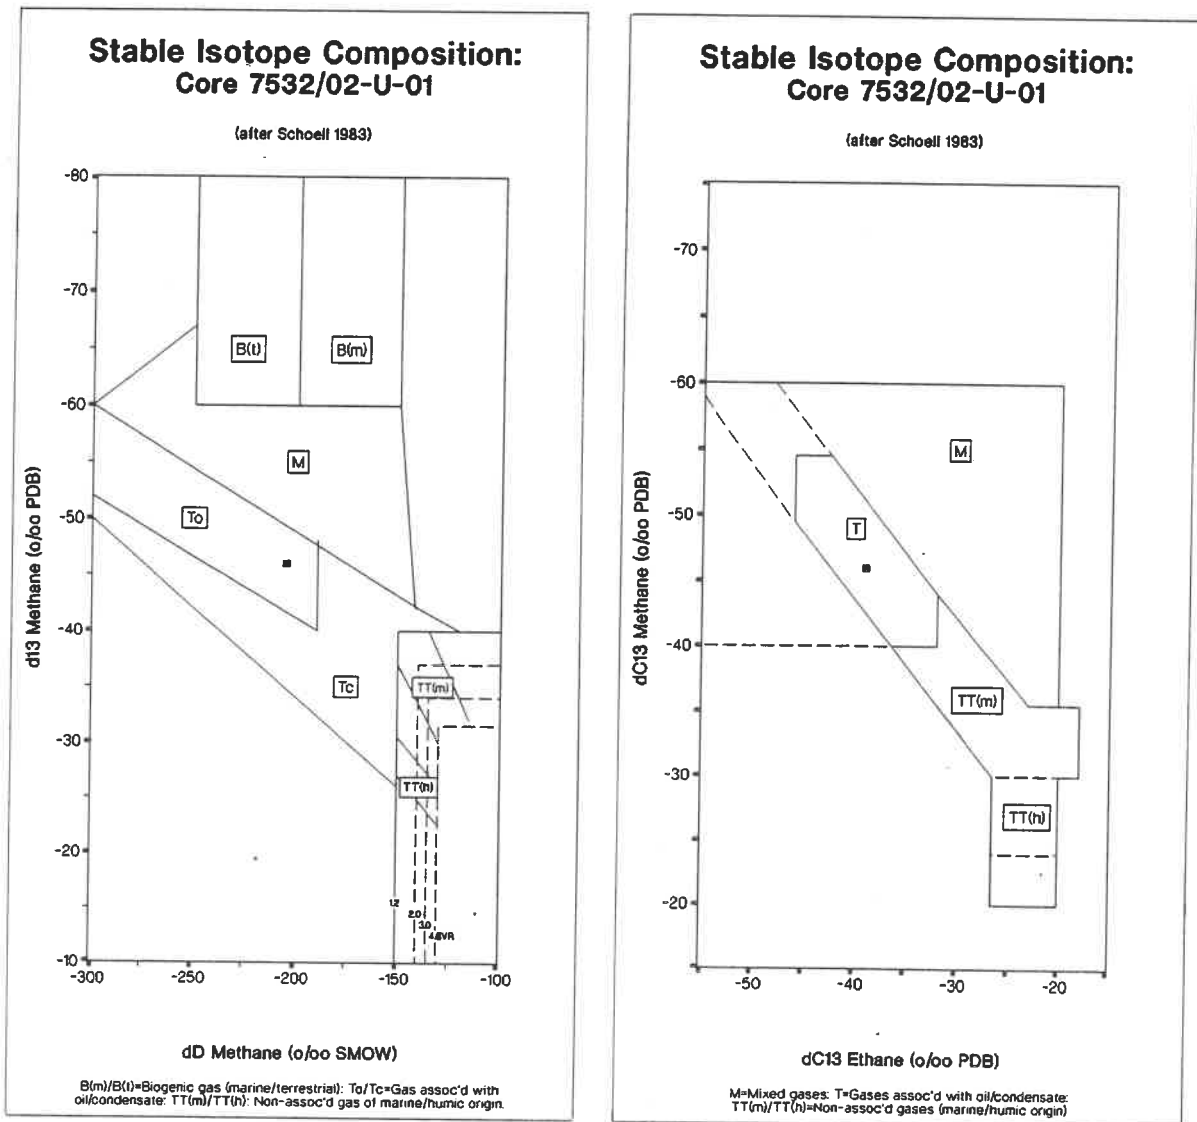 Stable Isotope Composition:
Core 7532/02-U-01
(after Schoell 1983)
-80
-70
-60
-50
-40
-30
-20
-10
d13 Methane (o/oo PDB)
B(t)
B(m)
M
To
Tc
TT(m)
TT(h)
1.2
2.0
3.0
4.6VR
-300
-250
-200
-150
-100
dD Methane (o/oo SMOW)
B(m)/B(t)=Biogenic gas (marine/terrestrial): To/Tc=Gas assoc'd with
oil/condensate: TT(m)/TT(h): Non-assoc'd gas of marine/humic origin.
Stable Isotope Composition:
Core 7532/02-U-01
(after Schoell 1983)
-70
-60
-50
-40
-30
-20
dC13 Methane (o/oo PDB)
M
T
TT(m)
TT(h)
-50
-40
-30
-20
dC13 Ethane (o/oo PDB)
M=Mixed gases: T=Gases assoc'd with oil/condensate:
TT(m)/TT(h)=Non-assoc'd gases (marine/humic origin)